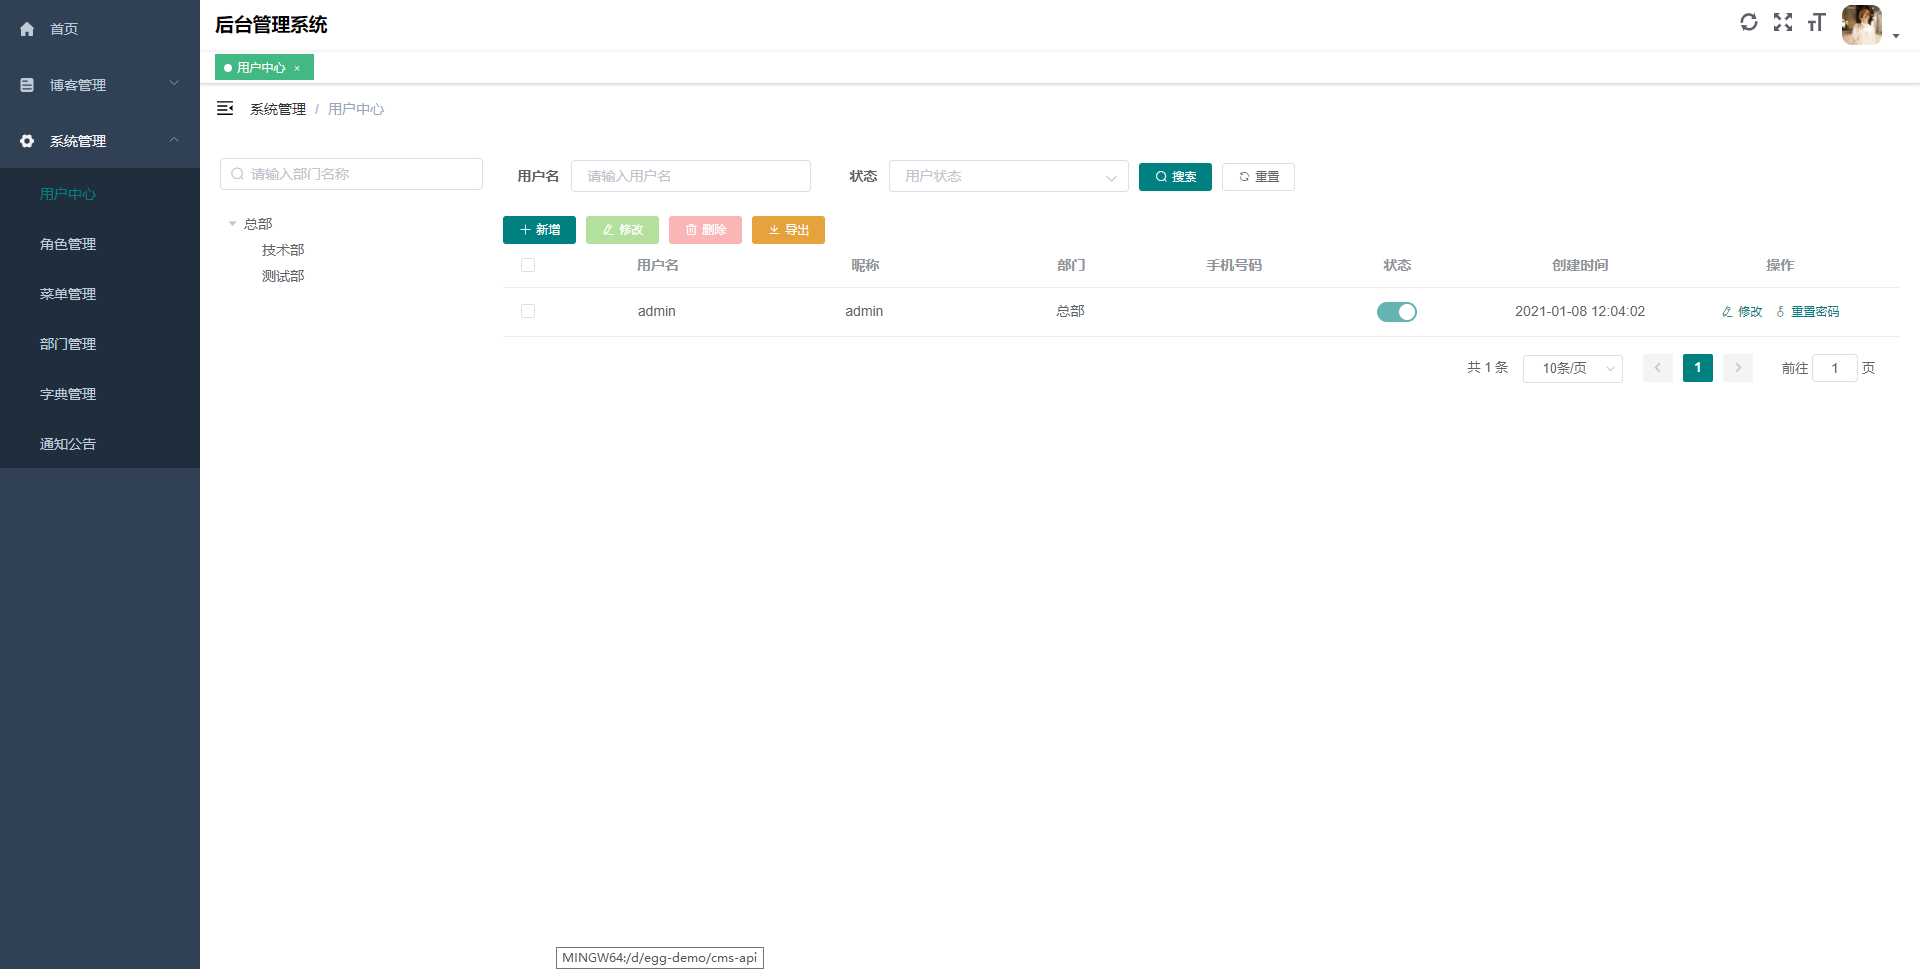 首页
博客管理
系统管理
用户中心
角色管理
菜单管理
部门管理
字典管理
通知公告
后台管理系统
用户中心 ×
系统管理 / 用户中心
请输入部门名称
总部
技术部
测试部
用户名 请输入用户名 状态 用户状态 搜索 重置
新增 修改 删除 导出
用户名 昵称 部门 手机号码 状态 创建时间 操作
admin admin 总部 2021-01-08 12:04:02 修改 重置密码
共 1 条 10条/页 1 前往 1 页
MINGW64:/d/egg-demo/cms-api